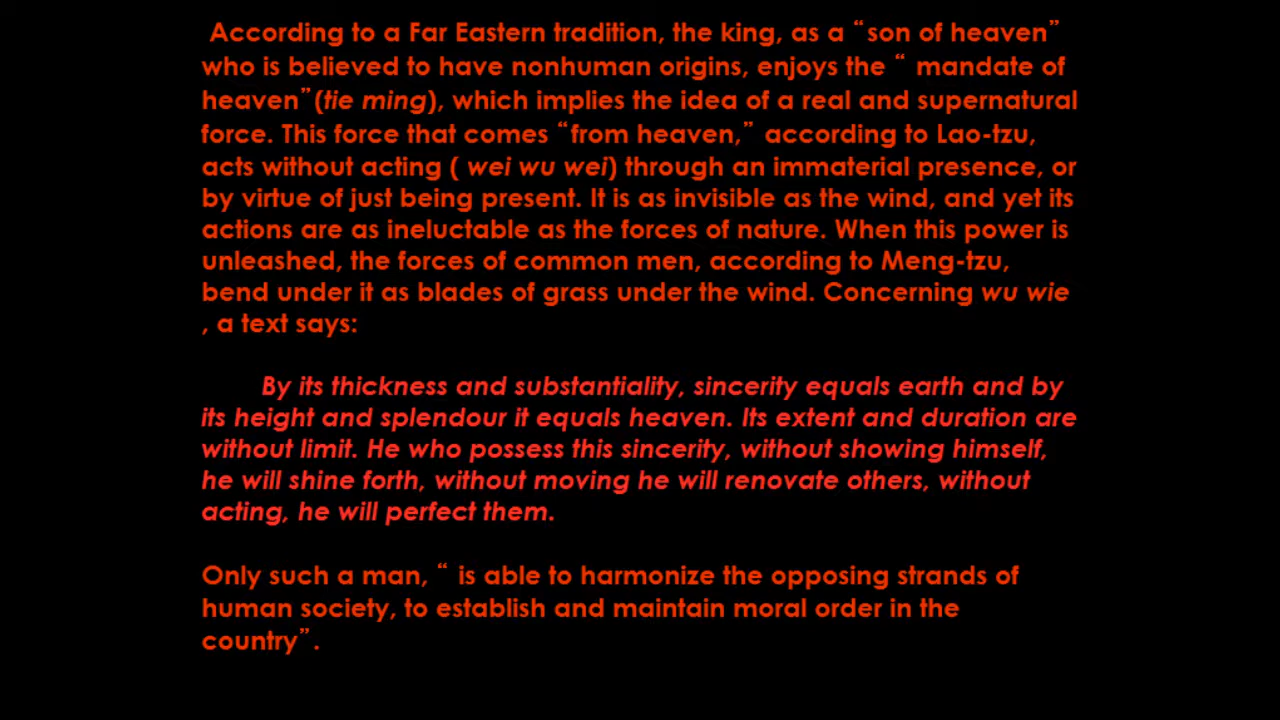 According to a Far Eastern tradition, the king, as a “son of heaven”
who is believed to have nonhuman origins, enjoys the “ mandate of
heaven”(tie ming), which implies the idea of a real and supernatural
force. This force that comes “from heaven,” according to Lao-tzu,
acts without acting ( wei wu wei) through an immaterial presence, or
by virtue of just being present. It is as invisible as the wind, and yet its
actions are as ineluctable as the forces of nature. When this power is
unleashed, the forces of common men, according to Meng-tzu,
bend under it as blades of grass under the wind. Concerning wu wie
, a text says:
By its thickness and substantiality, sincerity equals earth and by
its height and splendour it equals heaven. Its extent and duration are
without limit. He who possess this sincerity, without showing himself,
he will shine forth, without moving he will renovate others, without
acting, he will perfect them.
Only such a man, “ is able to harmonize the opposing strands of
human society, to establish and maintain moral order in the
country”.